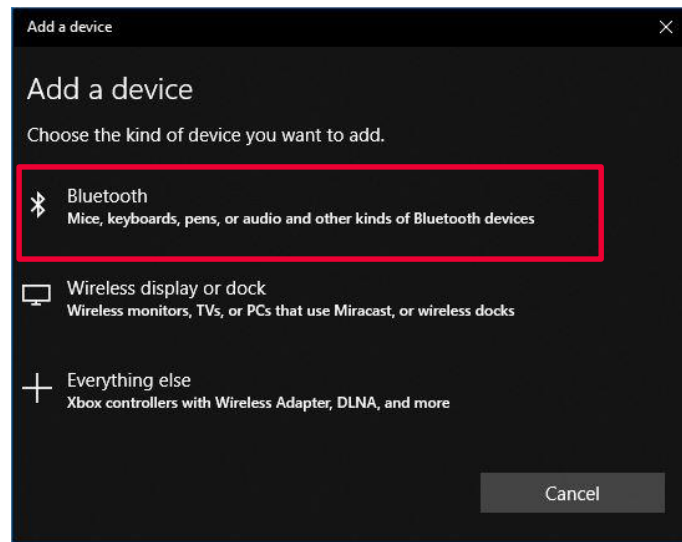 Add a device
Add a device
Choose the kind of device you want to add.
Bluetooth
Mice, keyboards, pens, or audio and other kinds of Bluetooth devices
Wireless display or dock
Wireless monitors, TVs, or PCs that use Miracast, or wireless docks
Everything else
Xbox controllers with Wireless Adapter, DLNA, and more
Cancel